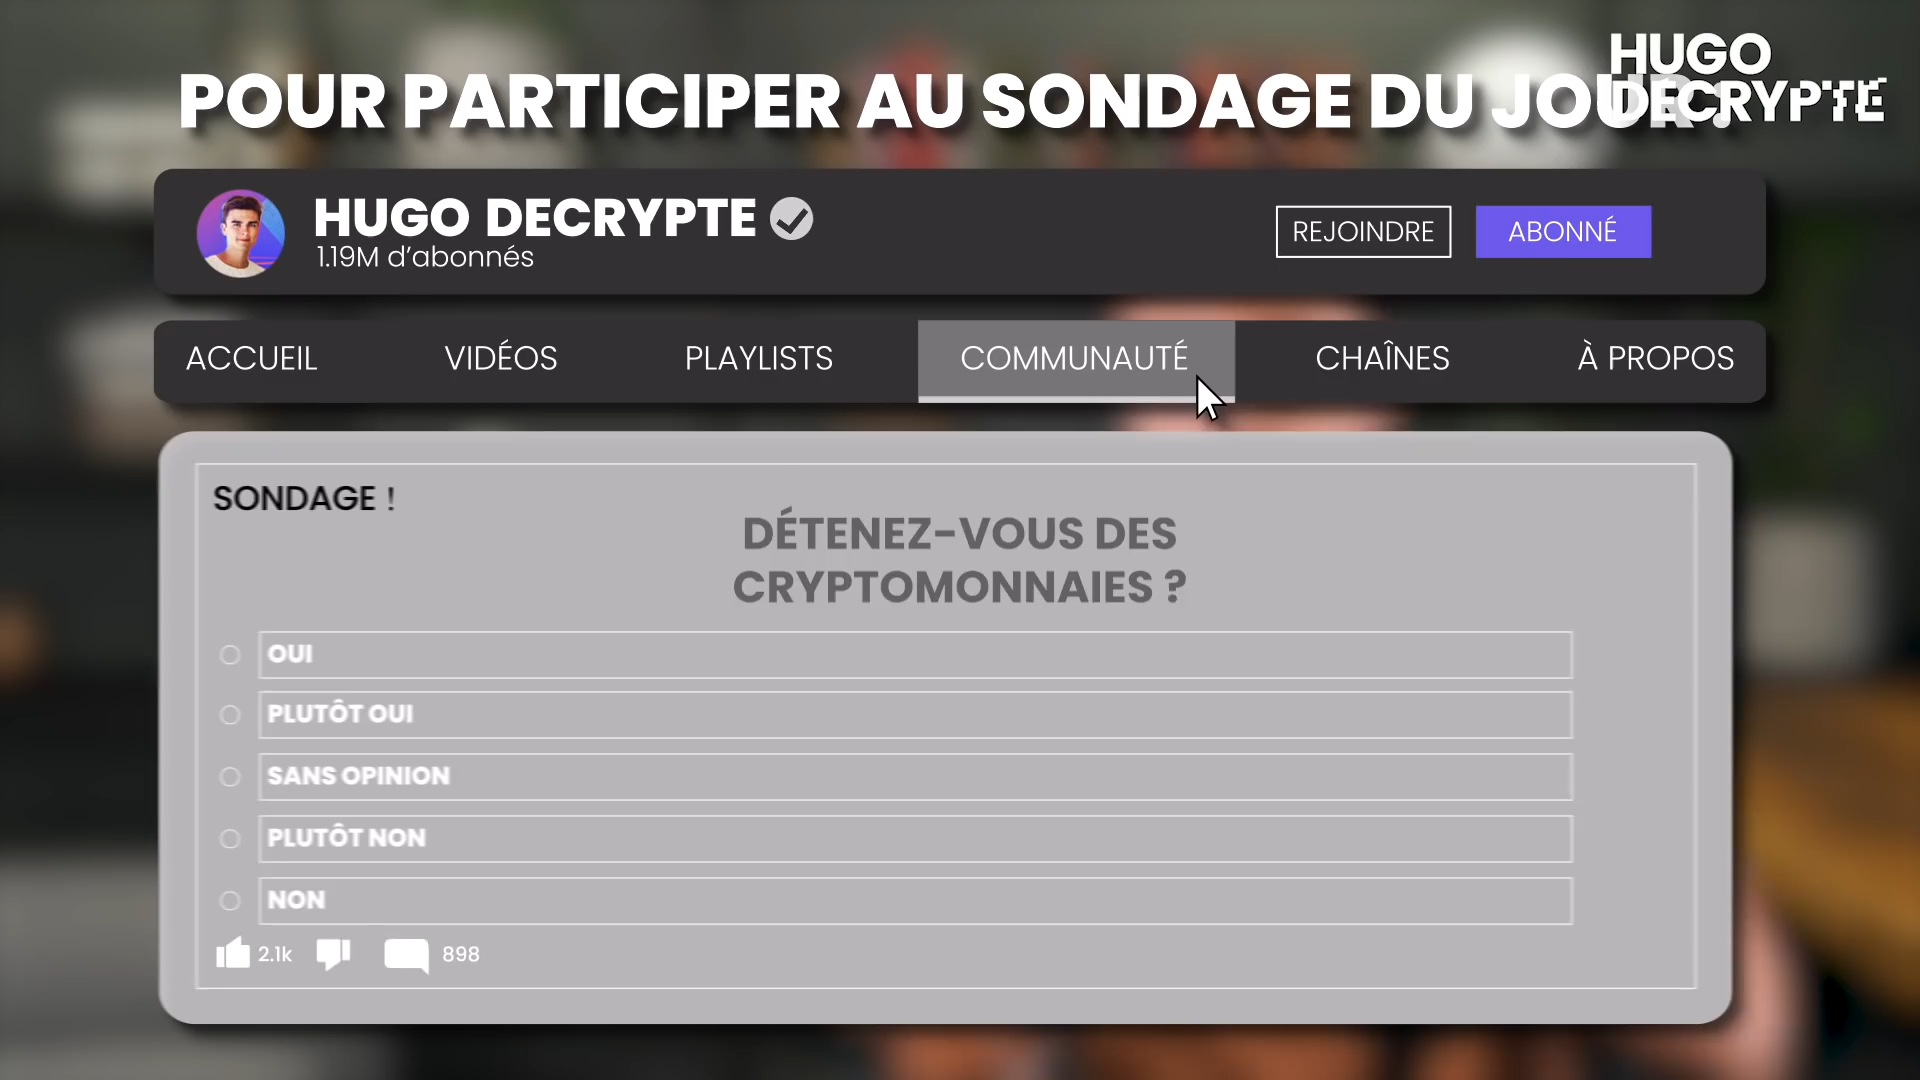 POUR PARTICIPER AU SONDAGE DU JOUR :
HUGO
DECRYPTE
HUGO DECRYPTE
1.19M d'abonnés
REJOINDRE
ABONNÉ
ACCUEIL
VIDÉOS
PLAYLISTS
COMMUNAUTÉ
CHAÎNES
À PROPOS
SONDAGE !
DÉTENEZ-VOUS DES
CRYPTOMONNAIES ?
OUI
PLUTÔT OUI
SANS OPINION
PLUTÔT NON
NON
2.1k
898